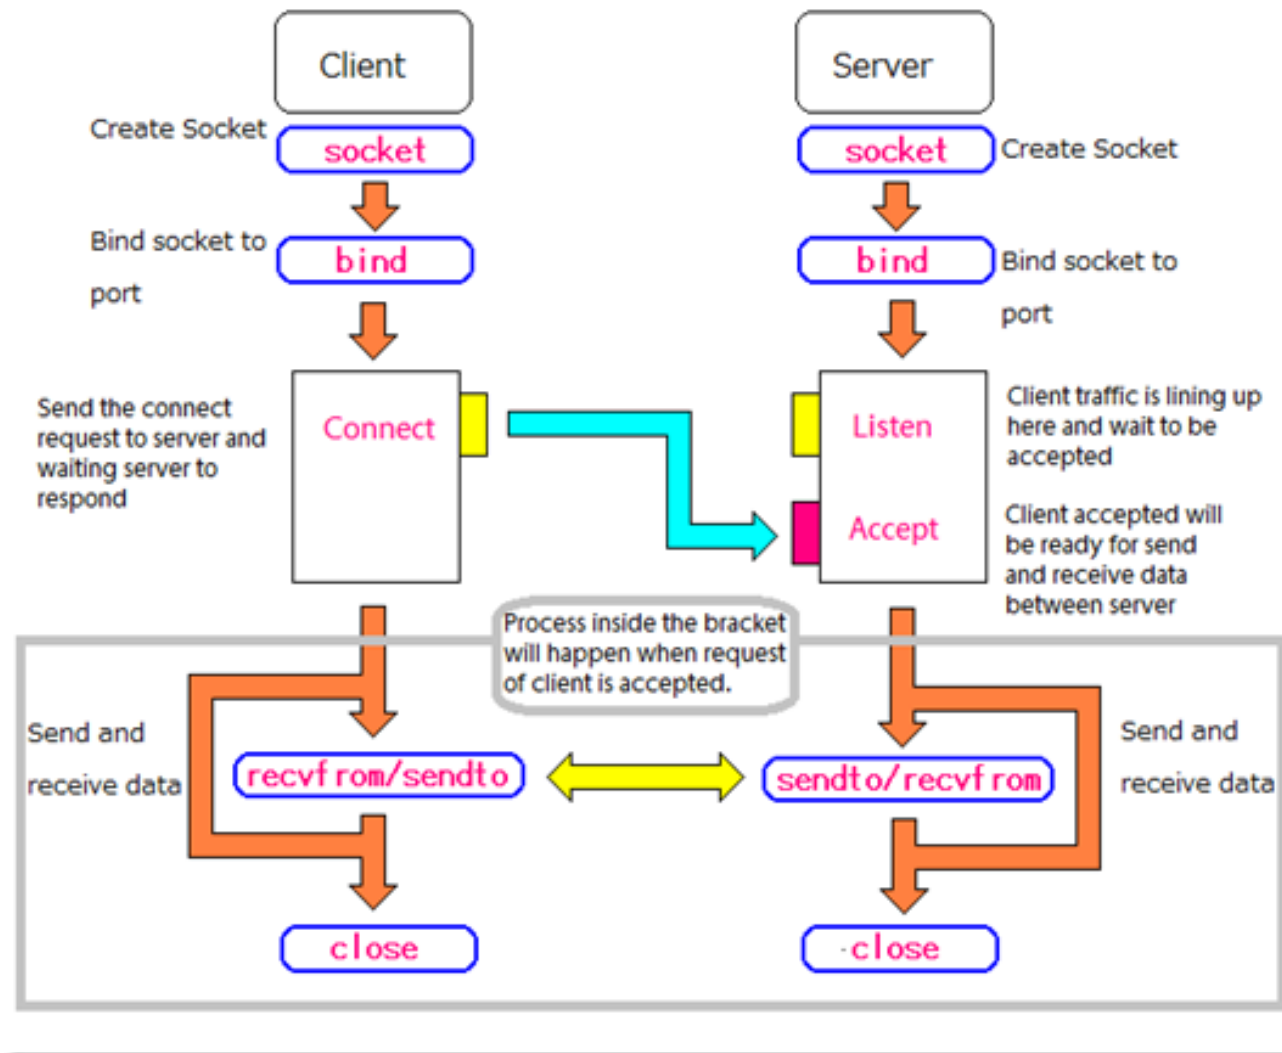 Client
Server
Create Socket
socket
socket
Create Socket
Bind socket to
port
bind
bind
Bind socket to
port
Send the connect
request to server and
waiting server to
respond
Connect
Listen
Accept
Client traffic is lining up
here and wait to be
accepted
Client accepted will
be ready for send
and receive data
between server
Process inside the bracket
will happen when request
of client is accepted.
Send and
receive data
recvfrom/sendto
sendto/recvfrom
Send and
receive data
close
close